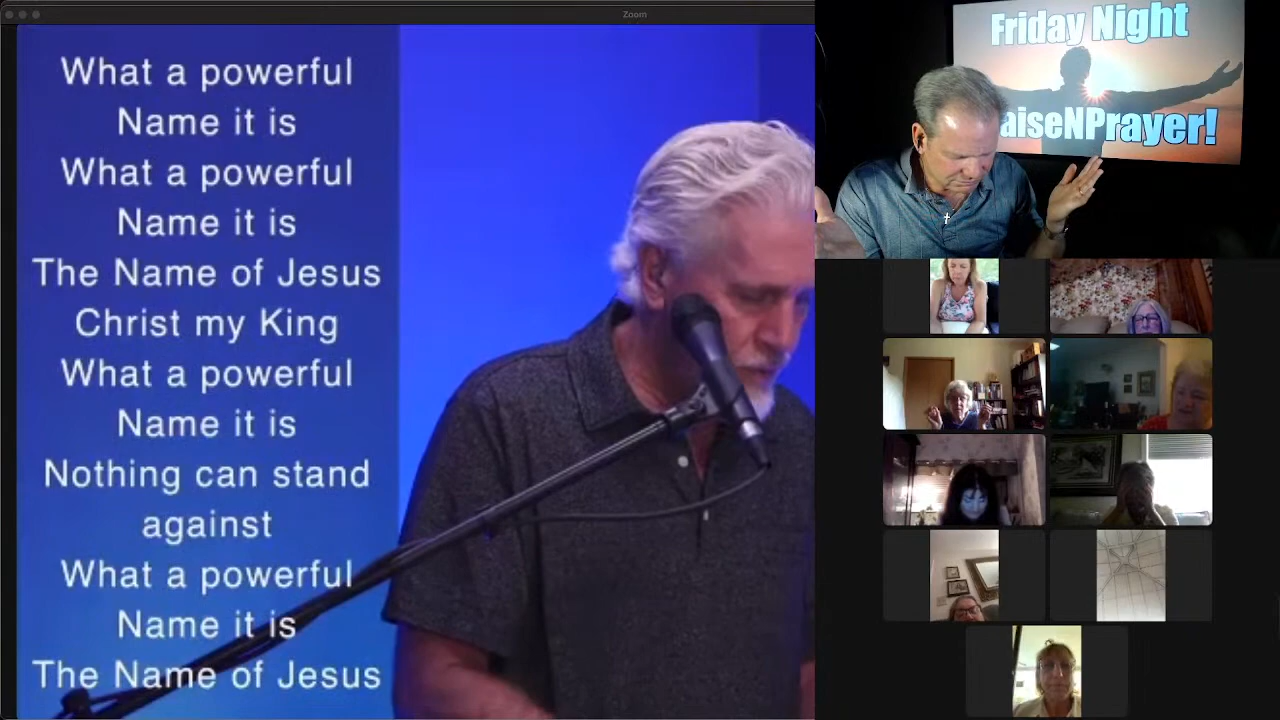 Zoom
What a powerful
Name it is
What a powerful
Name it is
The Name of Jesus
Christ my King
What a powerful
Name it is
Nothing can stand
against
What a powerful
Name it is
The Name of Jesus
Friday Night
aiseNPrayer!